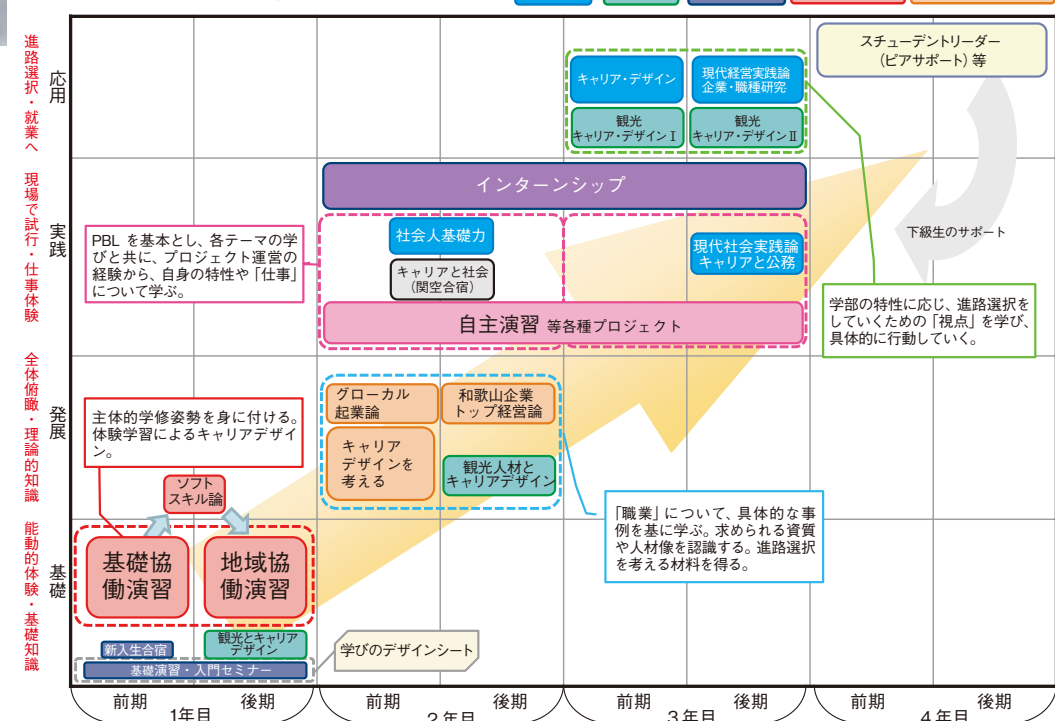 進路選択・就業へ
応用
キャリア・デザイン
現代経営実践論
企業・職種研究
観光
キャリア・デザインⅠ
観光
キャリア・デザインⅡ
スチューデントリーダー
（ピアサポート）等
現場で試行・仕事体験
実践
インターンシップ
PBL を基本とし、各テーマの学
びと共に、プロジェクト運営の
経験から、自身の特性や「仕事」
について学ぶ。
社会人基礎力
キャリアと社会
（関空合宿）
現代社会実践論
キャリアと公務
自主演習 等各種プロジェクト
下級生のサポート
学部の特性に応じ、進路選択を
していくための「視点」を学び、
具体的に行動していく。
全体俯瞰・理論的知識
発展
主体的学修姿勢を身に付ける。
体験学習によるキャリアデザイ
ン。
ソフト
スキル論
グローカル
起業論
和歌山企業
トップ経営論
キャリア
デザインを
考える
観光人材と
キャリアデザイン
「職業」について、具体的な事
例を基に学ぶ。求められる資質
や人材像を認識する。進路選択
を考える材料を得る。
能動的体験・基礎知識
基礎
基礎協
働演習
地域協
働演習
新入生合宿
観光とキャリア
デザイン
基礎演習・入門セミナー
学びのデザインシート
前期
後期
1年目
前期
後期
2年目
前期
後期
3年目
前期
後期
4年目